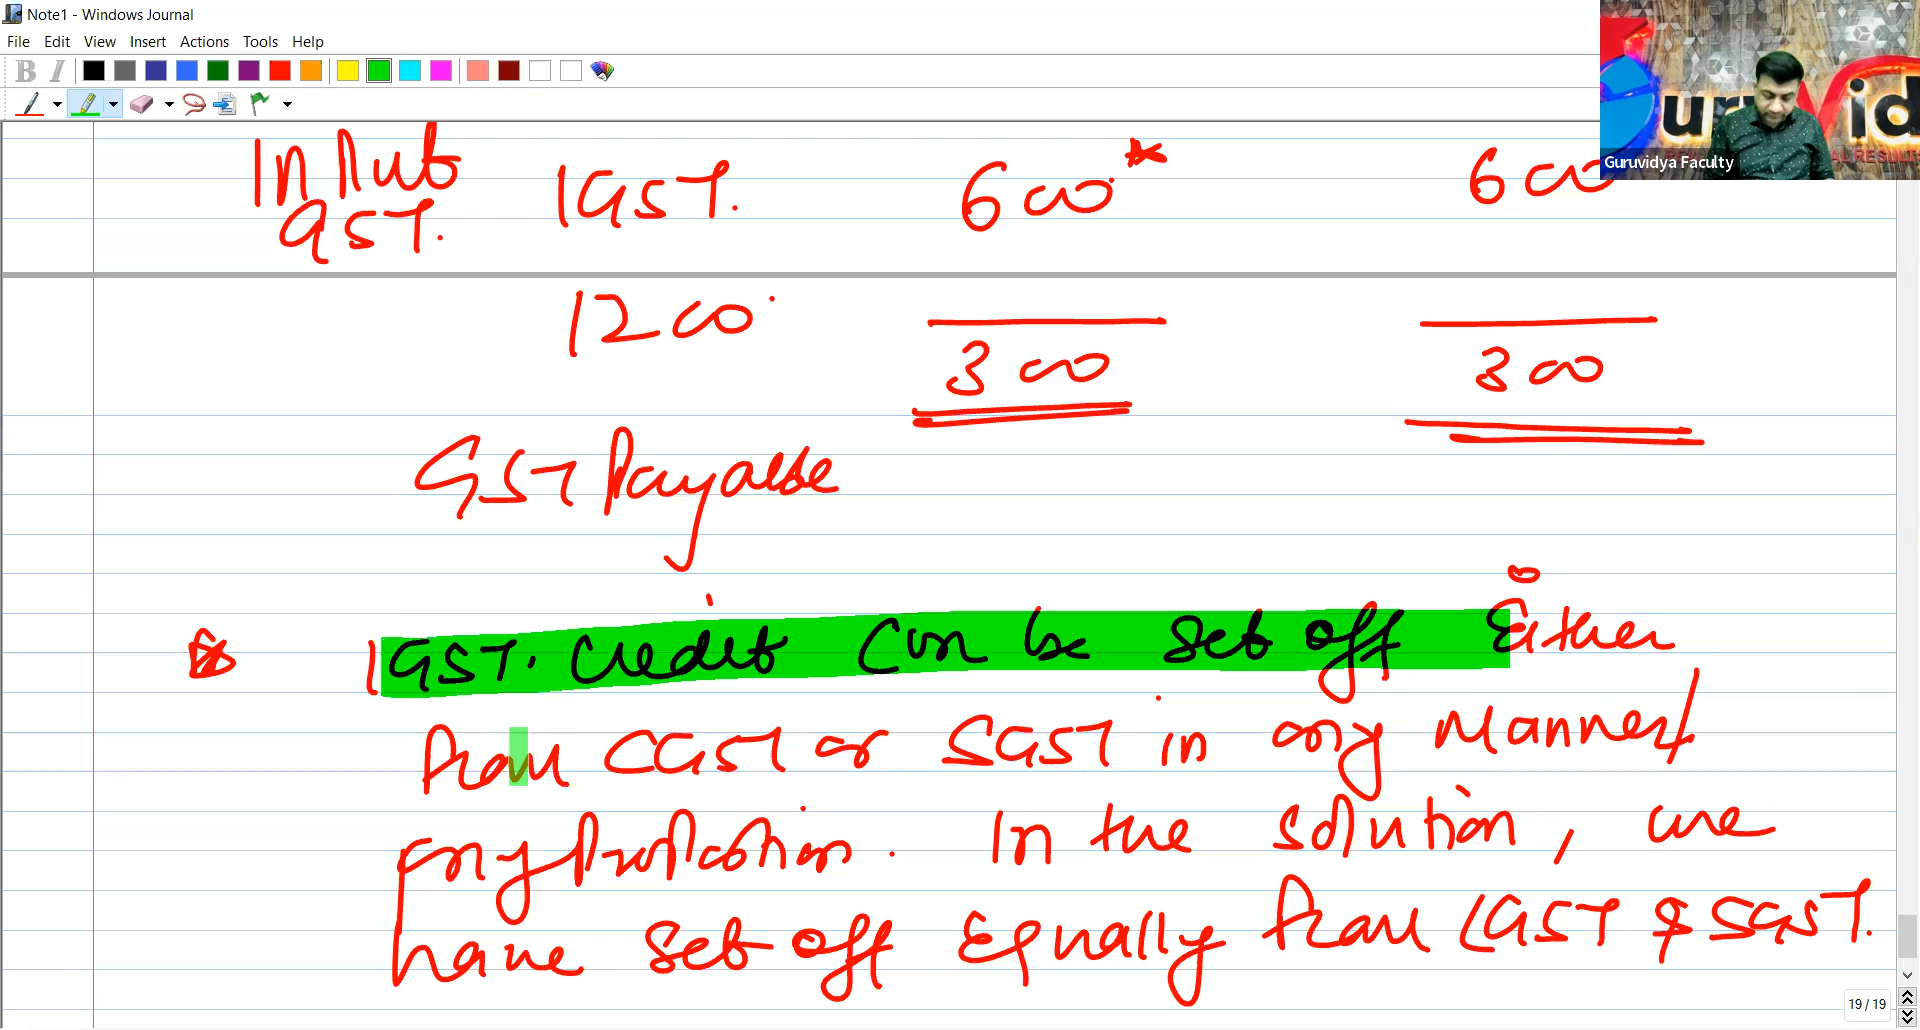 Note1 - Windows Journal
File Edit View Insert Actions Tools Help
Guruvidya Faculty
Input IGST. 600* 600
GST.
1200 300 300
GST Payable
* IGST. Credit Can be set off Either
from CGST or SGST in any manner/
any proportion. In the solution, we
have set off Equally from CGST & SGST.
19 / 19